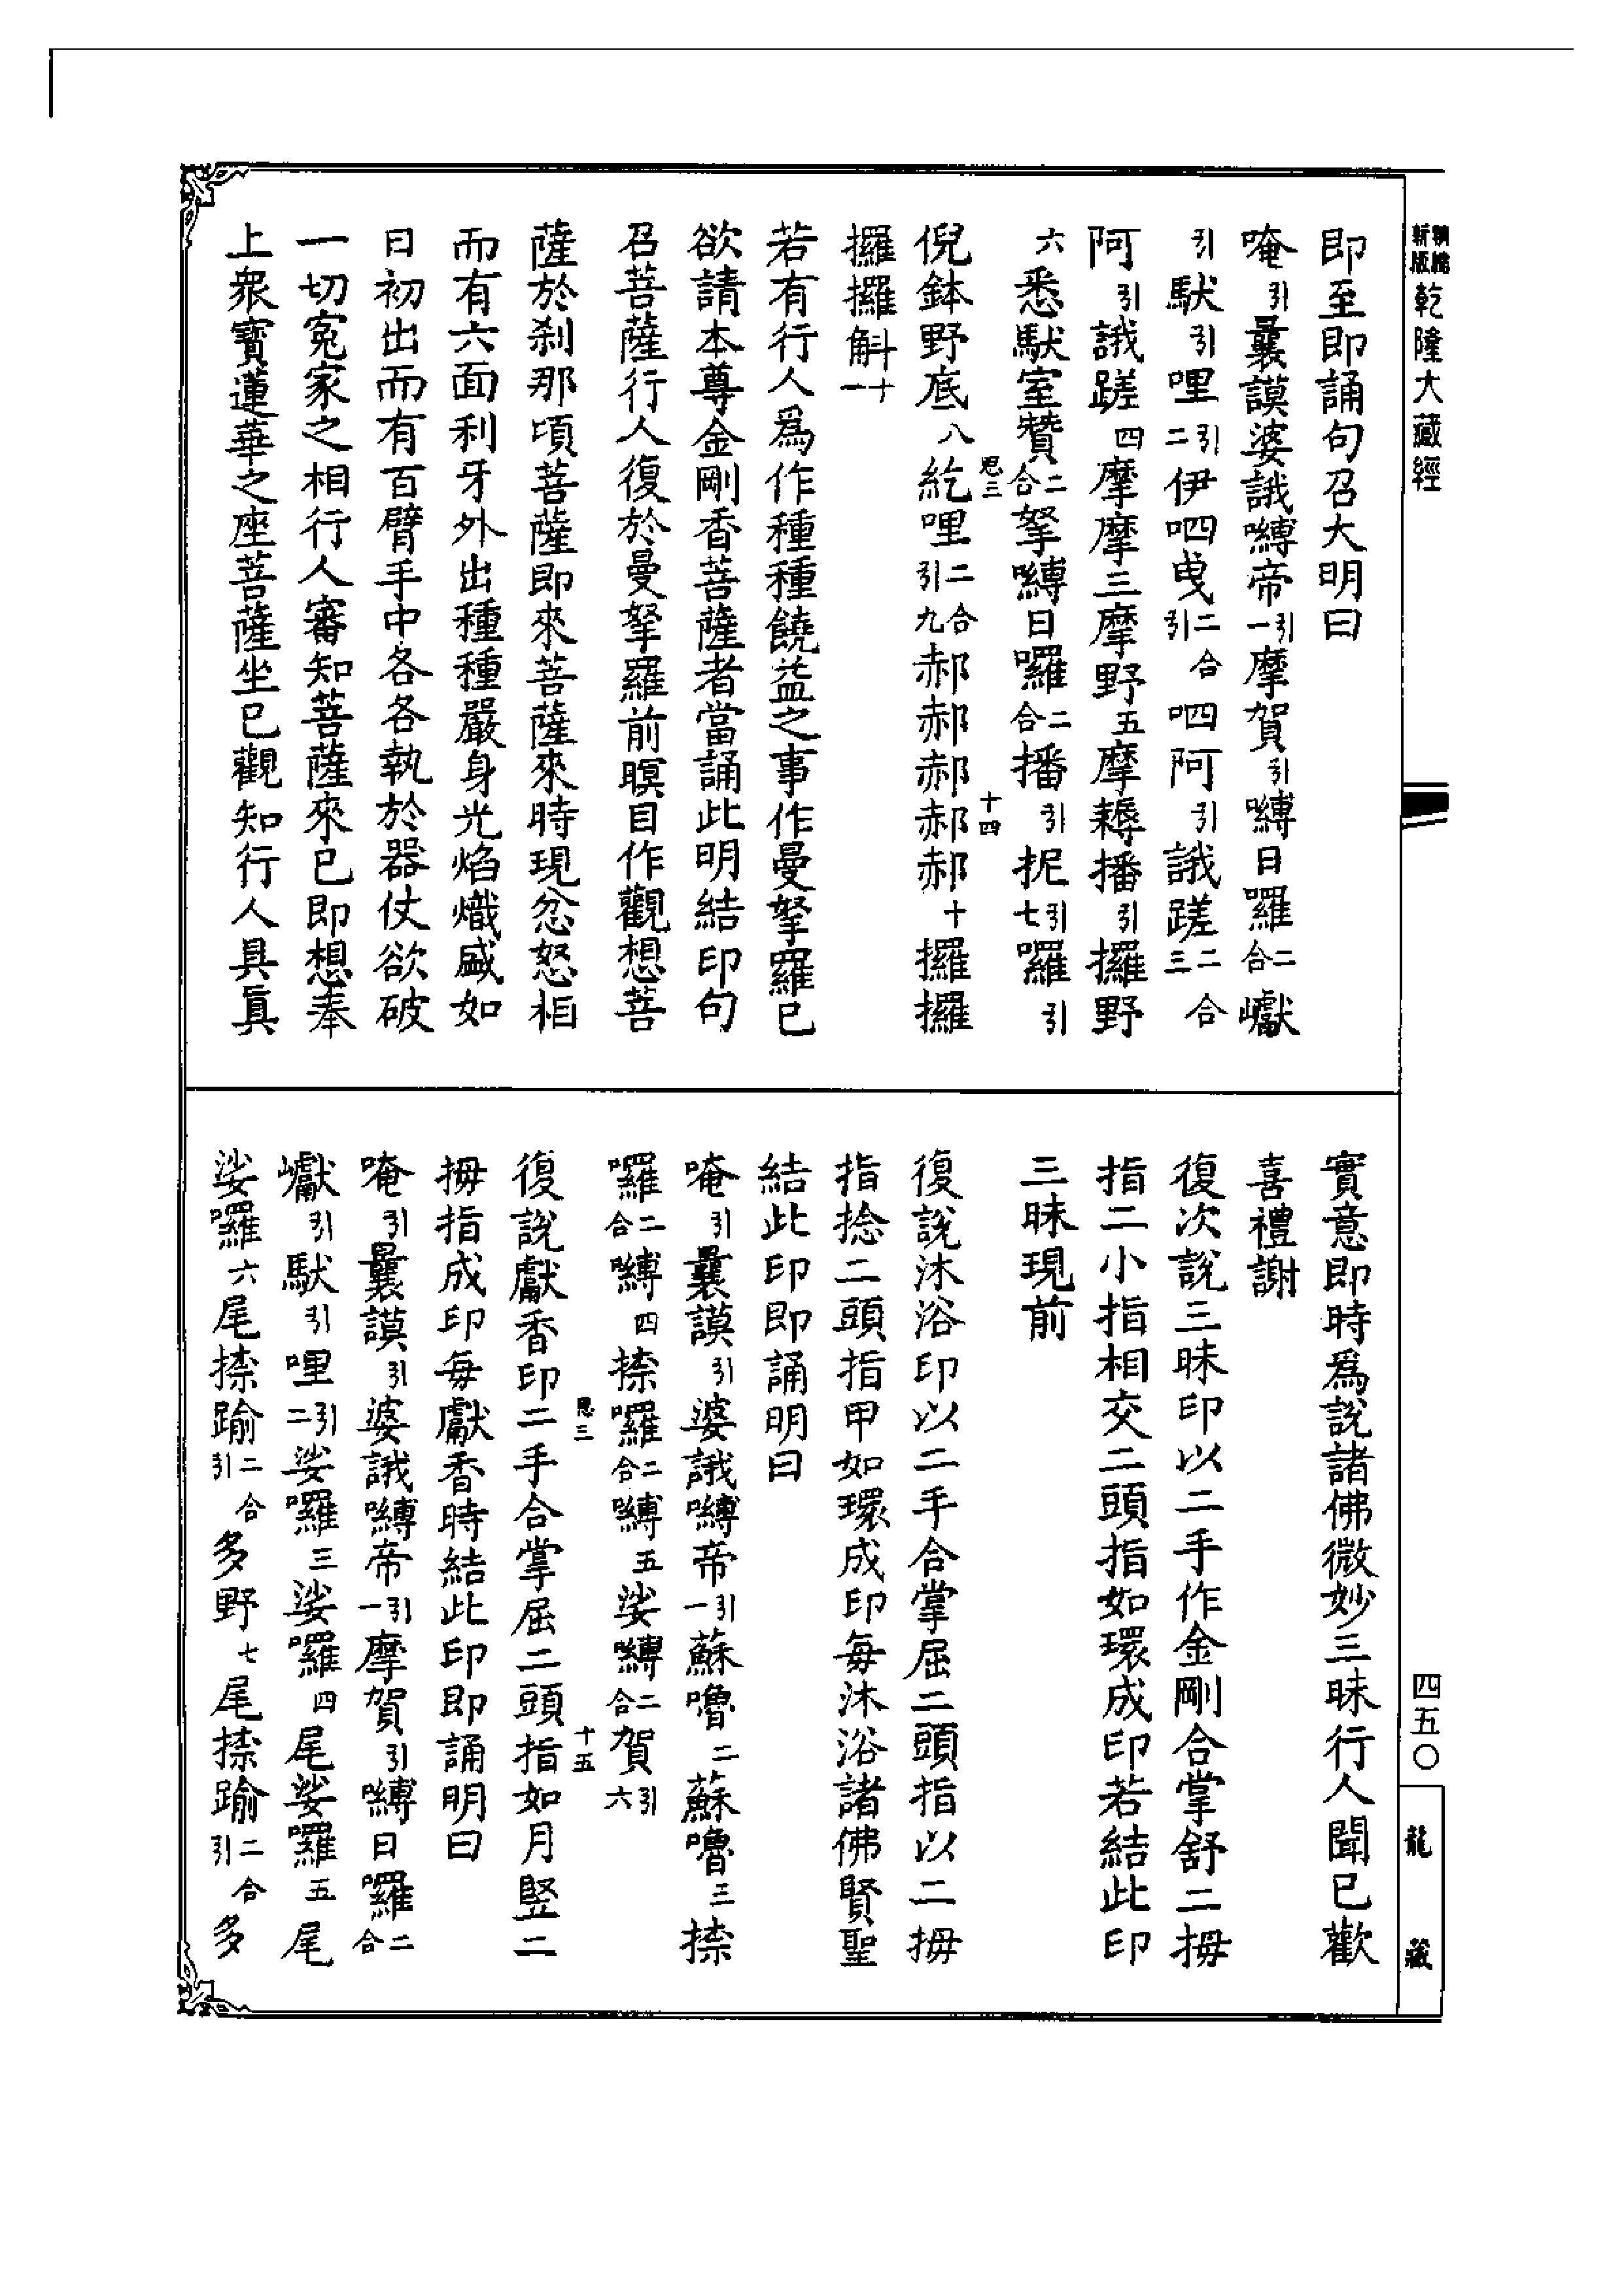 乾隆大藏經
即至即誦句召大明曰
唵引曩謨婆誐嚩帝引一摩賀引嚩日囉二合巘
引馱引哩引二伊呬曳二合引呬阿引誐蹉二合三
阿引誐蹉四摩摩三摩野五摩耨播引攞野
六悉馱室贊二合拏嚩日囉二合播引抳引七囉引
倪鉢野底八紇哩二合引九郝郝郝郝郝十攞攞
攞攞斛十一
若有行人爲作種種饒益之事作曼拏羅已
欲請本尊金剛香菩薩者當誦此明結印句
召菩薩行人復於曼拏羅前瞑目作觀想菩
薩於刹那頃菩薩即來菩薩來時現忿怒相
而有六面利牙外出種種嚴身光焰熾盛如
日初出而有百臂手中各各執於器仗欲破
一切寃家之相行人審知菩薩來已即想奉
上衆寶蓮華之座菩薩坐已觀知行人具眞
思三
十四
實意即時爲說諸佛微妙三昧行人聞已歡
喜禮謝
復次說三昧印以二手作金剛合掌舒二拇
指二小指相交二頭指如環成印若結此印
三昧現前
復說沐浴印以二手合掌屈二頭指以二拇
指捻二頭指甲如環成印每沐浴諸佛賢聖
結此印即誦明曰
唵引曩謨引婆誐嚩帝引一蘇嚕二蘇嚕三捺
囉二合嚩四捺囉二合嚩五娑嚩二合賀引六
復說獻香印二手合掌屈二頭指如月竪二
拇指成印每獻香時結此印即誦明曰
唵引曩謨引婆誐嚩帝引一摩賀引嚩日囉二合
巘引馱引哩引二娑囉三娑囉四尾娑囉五尾
娑囉六尾捺踰二合引多野七尾捺踰二合引多
思三
十五
四五〇
龍藏